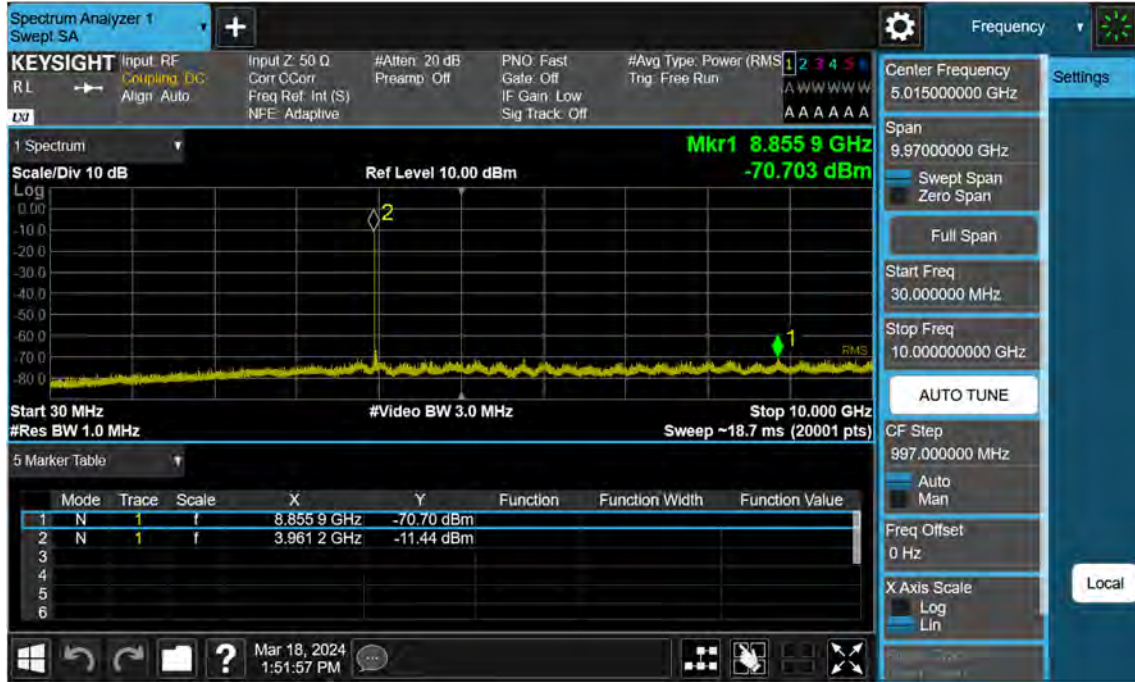 Spectrum Analyzer 1
Swept SA
+
Frequency
KEYSIGHT
RL
LXI
Input: RF
Coupling: DC
Align: Auto
Input Z: 50 Ω
Corr CCorr
Freq Ref: Int (S)
NFE: Adaptive
#Atten: 20 dB
Preamp: Off
PNO: Fast
Gate: Off
IF Gain: Low
Sig Track: Off
#Avg Type: Power (RMS
Trig: Free Run
1 2 3 4 5 6
A W W W W W
A A A A A A
1 Spectrum
Scale/Div 10 dB
Ref Level 10.00 dBm
Mkr1 8.855 9 GHz
-70.703 dBm
Log
0.00
-10.0
-20.0
-30.0
-40.0
-50.0
-60.0
-70.0
-80.0
2
1
RMS
Start 30 MHz
#Video BW 3.0 MHz
Stop 10.000 GHz
#Res BW 1.0 MHz
Sweep ~18.7 ms (20001 pts)
5 Marker Table
Mode Trace Scale X Y Function Function Width Function Value
1 N 1 f 8.855 9 GHz -70.70 dBm
2 N 1 f 3.961 2 GHz -11.44 dBm
3
4
5
6
?
Mar 18, 2024
1:51:57 PM
Center Frequency
5.015000000 GHz
Settings
Span
9.97000000 GHz
Swept Span
Zero Span
Full Span
Start Freq
30.000000 MHz
Stop Freq
10.000000000 GHz
AUTO TUNE
CF Step
997.000000 MHz
Auto
Man
Freq Offset
0 Hz
X Axis Scale
Log
Lin
Local